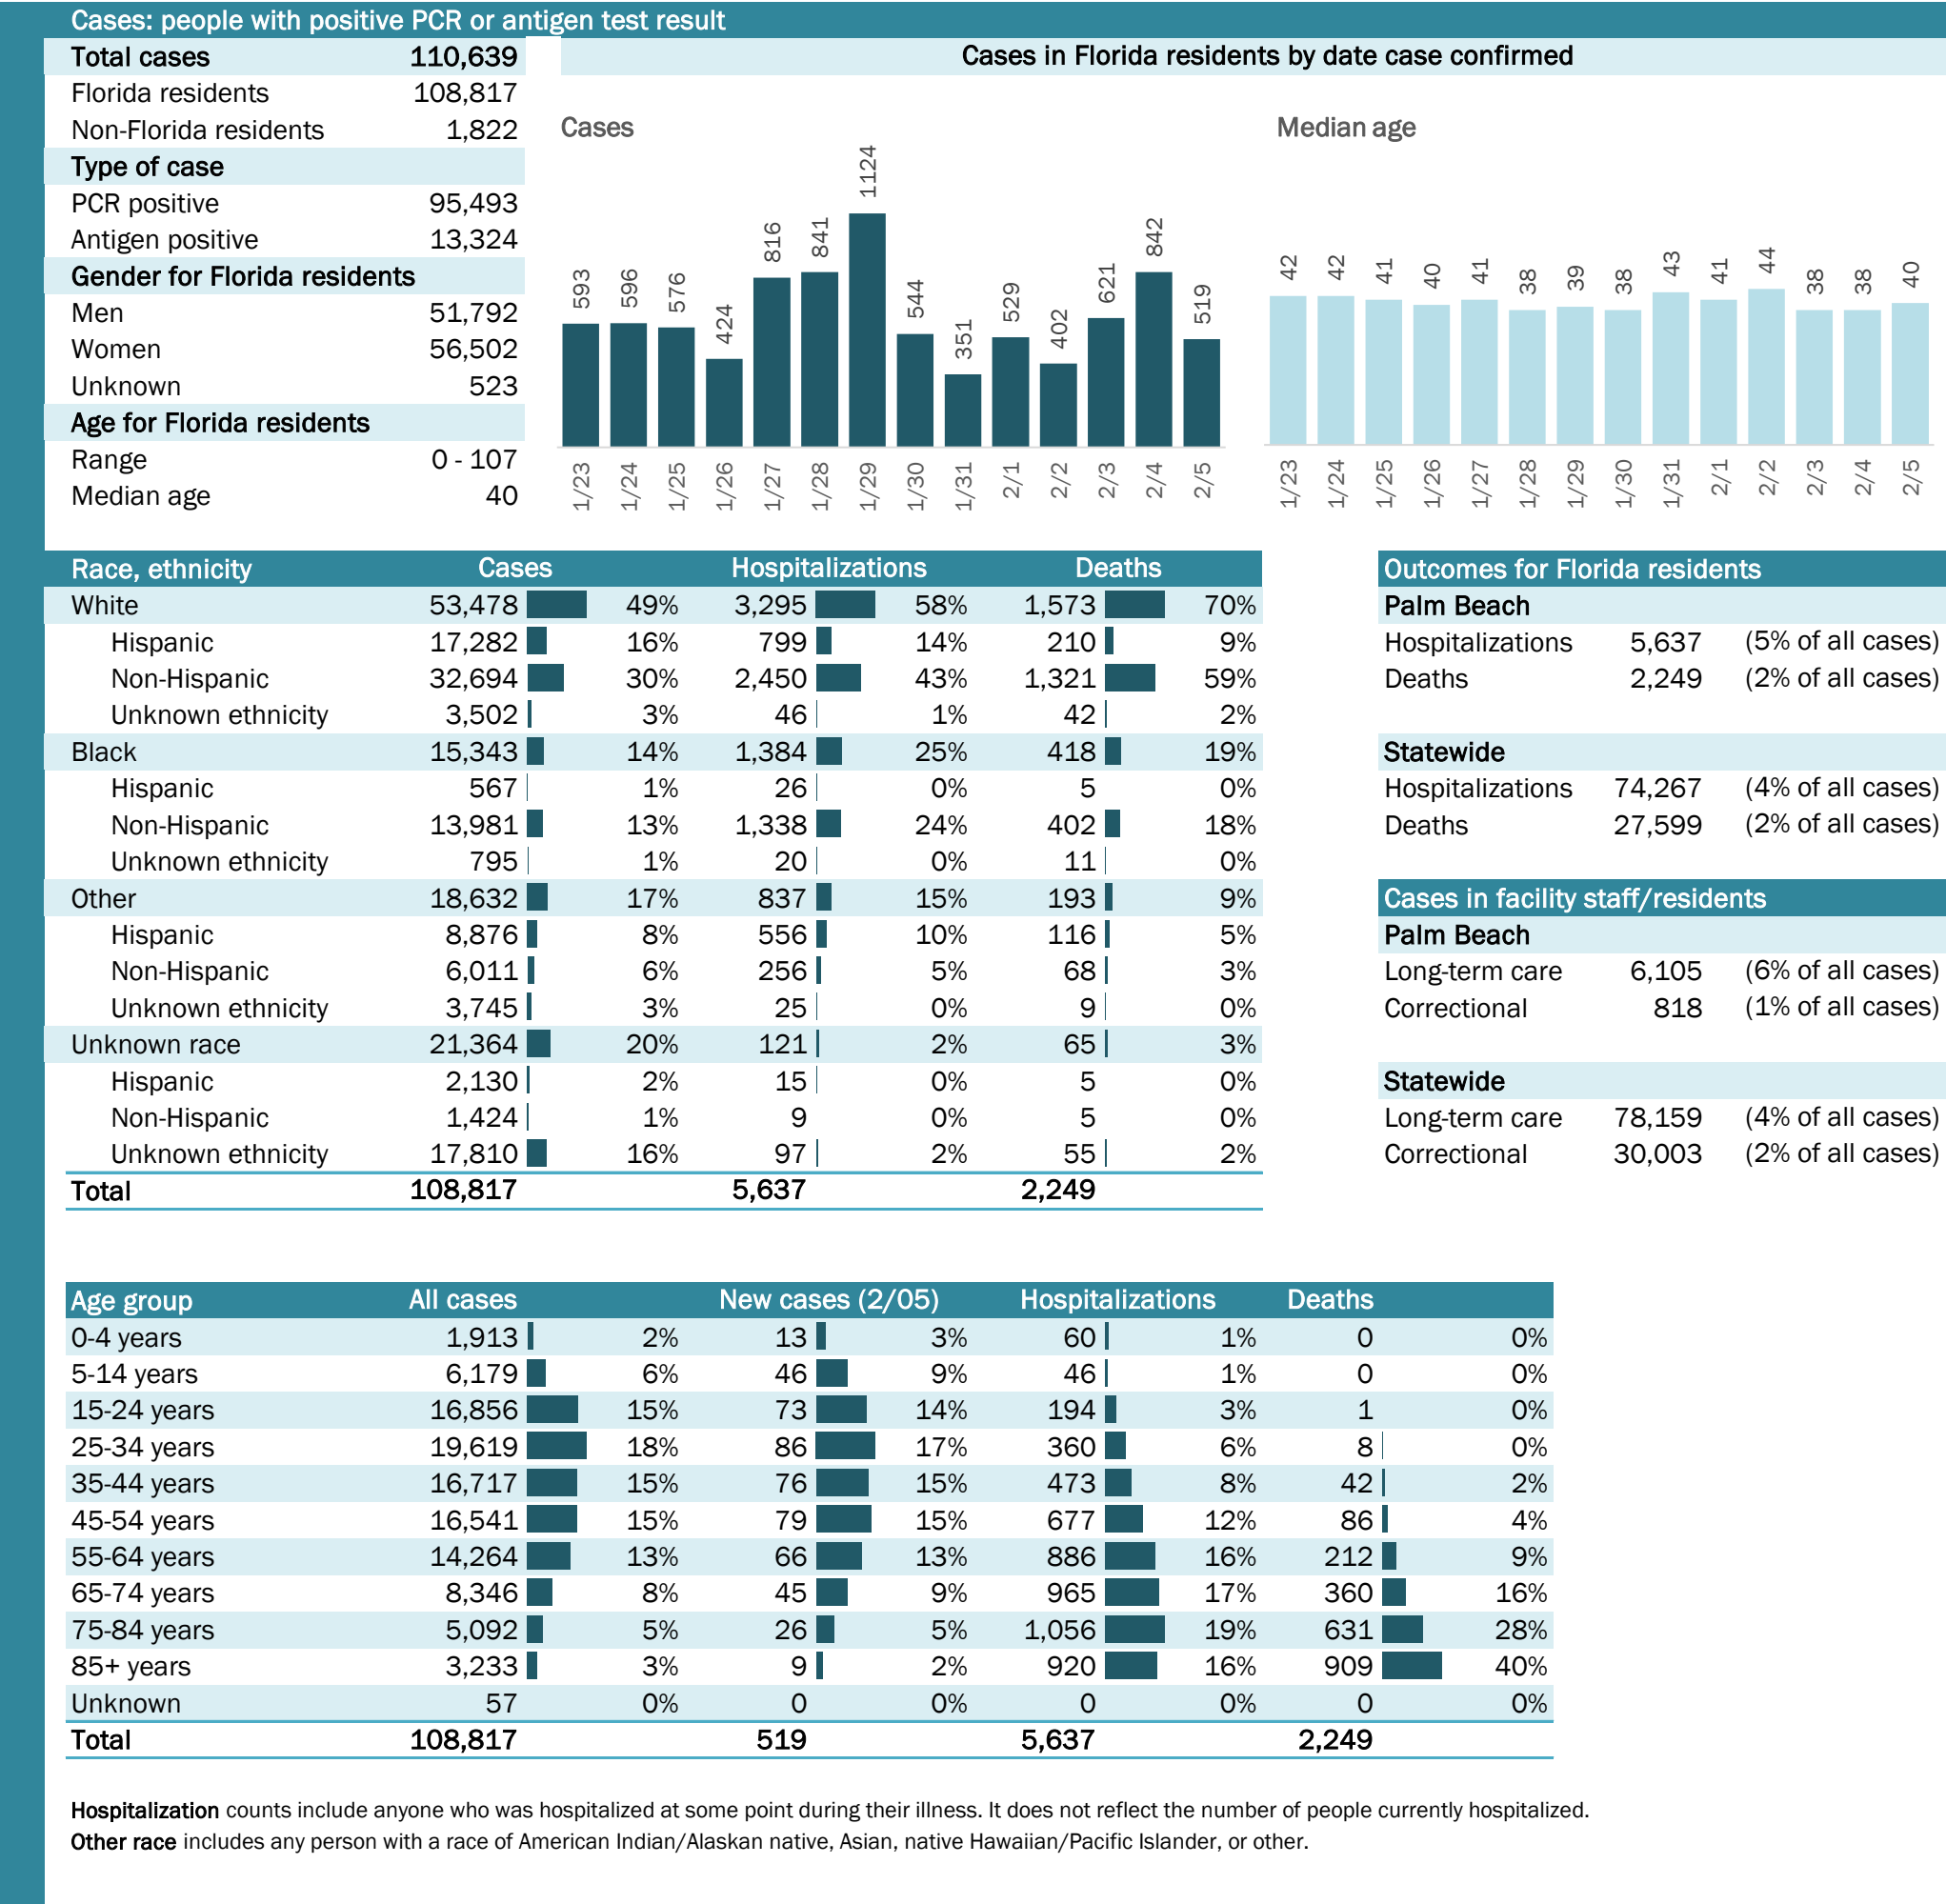 Cases: people with positive PCR or antigen test result
Total cases 110,639
Florida residents 108,817
Non-Florida residents 1,822
Type of case
PCR positive 95,493
Antigen positive 13,324
Gender for Florida residents
Men 51,792
Women 56,502
Unknown 523
Age for Florida residents
Range 0 - 107
Median age 40
Cases in Florida residents by date case confirmed
Cases
593 596 576 424 816 841 1124 544 351 529 402 621 842 519
1/23 1/24 1/25 1/26 1/27 1/28 1/29 1/30 1/31 2/1 2/2 2/3 2/4 2/5
Median age
42 42 41 40 41 38 39 38 43 41 44 38 38 40
1/23 1/24 1/25 1/26 1/27 1/28 1/29 1/30 1/31 2/1 2/2 2/3 2/4 2/5
Race, ethnicity Cases Hospitalizations Deaths
White 53,478 49% 3,295 58% 1,573 70%
Hispanic 17,282 16% 799 14% 210 9%
Non-Hispanic 32,694 30% 2,450 43% 1,321 59%
Unknown ethnicity 3,502 3% 46 1% 42 2%
Black 15,343 14% 1,384 25% 418 19%
Hispanic 567 1% 26 0% 5 0%
Non-Hispanic 13,981 13% 1,338 24% 402 18%
Unknown ethnicity 795 1% 20 0% 11 0%
Other 18,632 17% 837 15% 193 9%
Hispanic 8,876 8% 556 10% 116 5%
Non-Hispanic 6,011 6% 256 5% 68 3%
Unknown ethnicity 3,745 3% 25 0% 9 0%
Unknown race 21,364 20% 121 2% 65 3%
Hispanic 2,130 2% 15 0% 5 0%
Non-Hispanic 1,424 1% 9 0% 5 0%
Unknown ethnicity 17,810 16% 97 2% 55 2%
Total 108,817 5,637 2,249
Outcomes for Florida residents
Palm Beach
Hospitalizations 5,637 (5% of all cases)
Deaths 2,249 (2% of all cases)
Statewide
Hospitalizations 74,267 (4% of all cases)
Deaths 27,599 (2% of all cases)
Cases in facility staff/residents
Palm Beach
Long-term care 6,105 (6% of all cases)
Correctional 818 (1% of all cases)
Statewide
Long-term care 78,159 (4% of all cases)
Correctional 30,003 (2% of all cases)
Age group All cases New cases (2/05) Hospitalizations Deaths
0-4 years 1,913 2% 13 3% 60 1% 0 0%
5-14 years 6,179 6% 46 9% 46 1% 0 0%
15-24 years 16,856 15% 73 14% 194 3% 1 0%
25-34 years 19,619 18% 86 17% 360 6% 8 0%
35-44 years 16,717 15% 76 15% 473 8% 42 2%
45-54 years 16,541 15% 79 15% 677 12% 86 4%
55-64 years 14,264 13% 66 13% 886 16% 212 9%
65-74 years 8,346 8% 45 9% 965 17% 360 16%
75-84 years 5,092 5% 26 5% 1,056 19% 631 28%
85+ years 3,233 3% 9 2% 920 16% 909 40%
Unknown 57 0% 0 0% 0 0% 0 0%
Total 108,817 519 5,637 2,249
Hospitalization counts include anyone who was hospitalized at some point during their illness. It does not reflect the number of people currently hospitalized.
Other race includes any person with a race of American Indian/Alaskan native, Asian, native Hawaiian/Pacific Islander, or other.